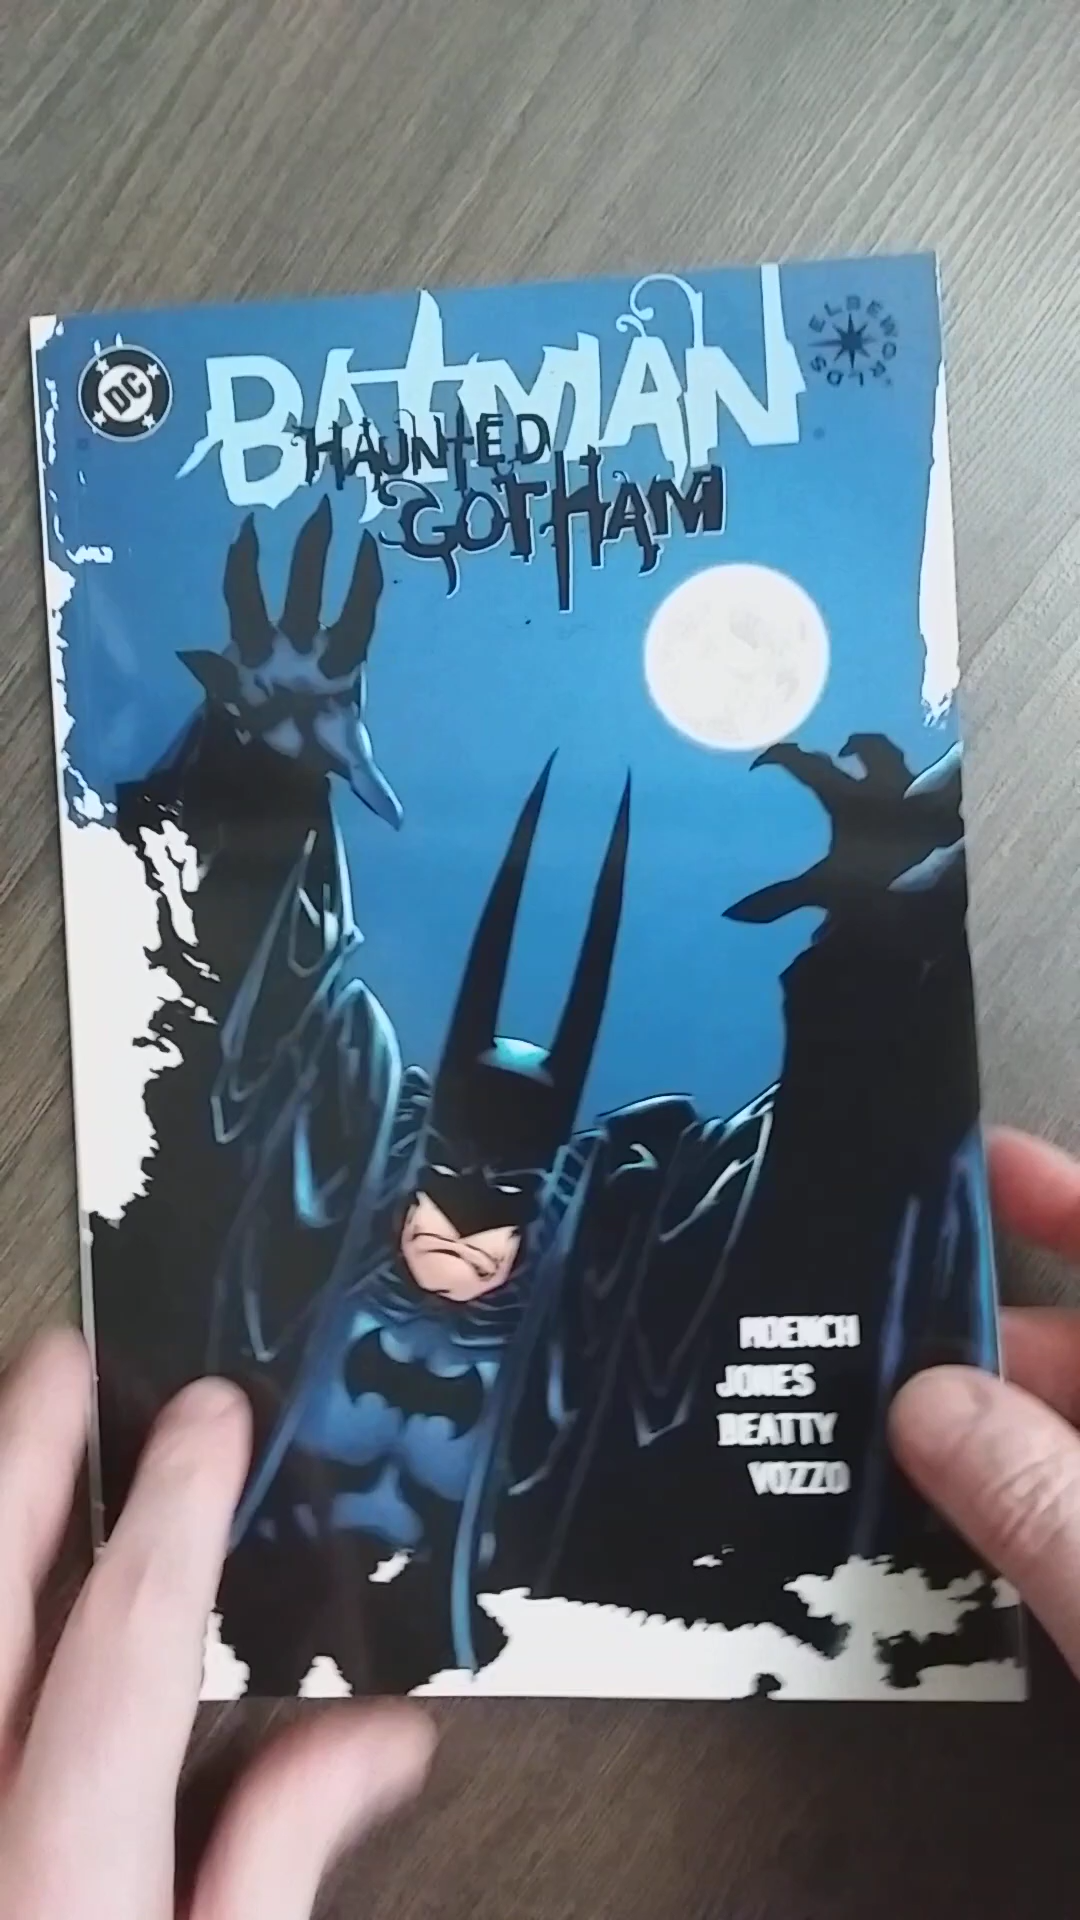 DC
BATMAN
HAUNTED
GOTHAM
ELSEWORLDS
MOENCH
JONES
BEATTY
VOZZO